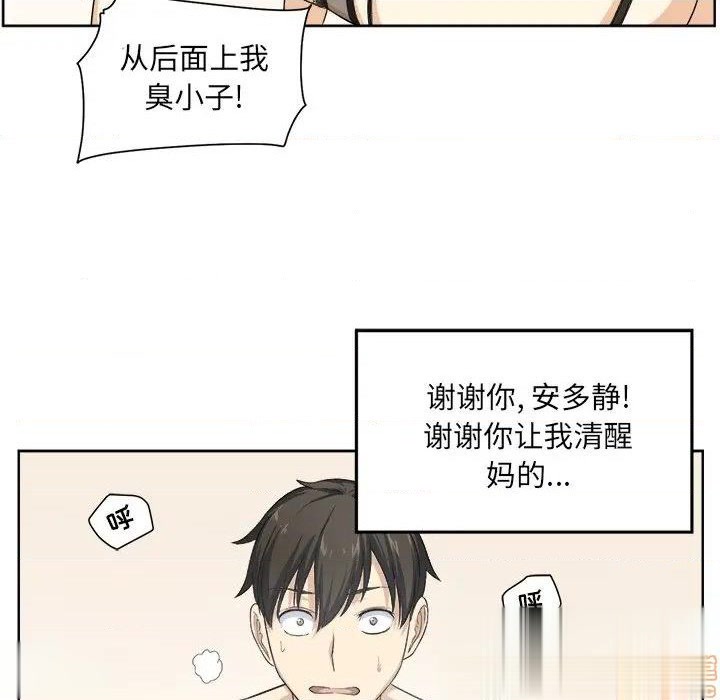 从后面上我
臭小子!
谢谢你, 安多静!
谢谢你让我清醒
妈的...
呼
呼